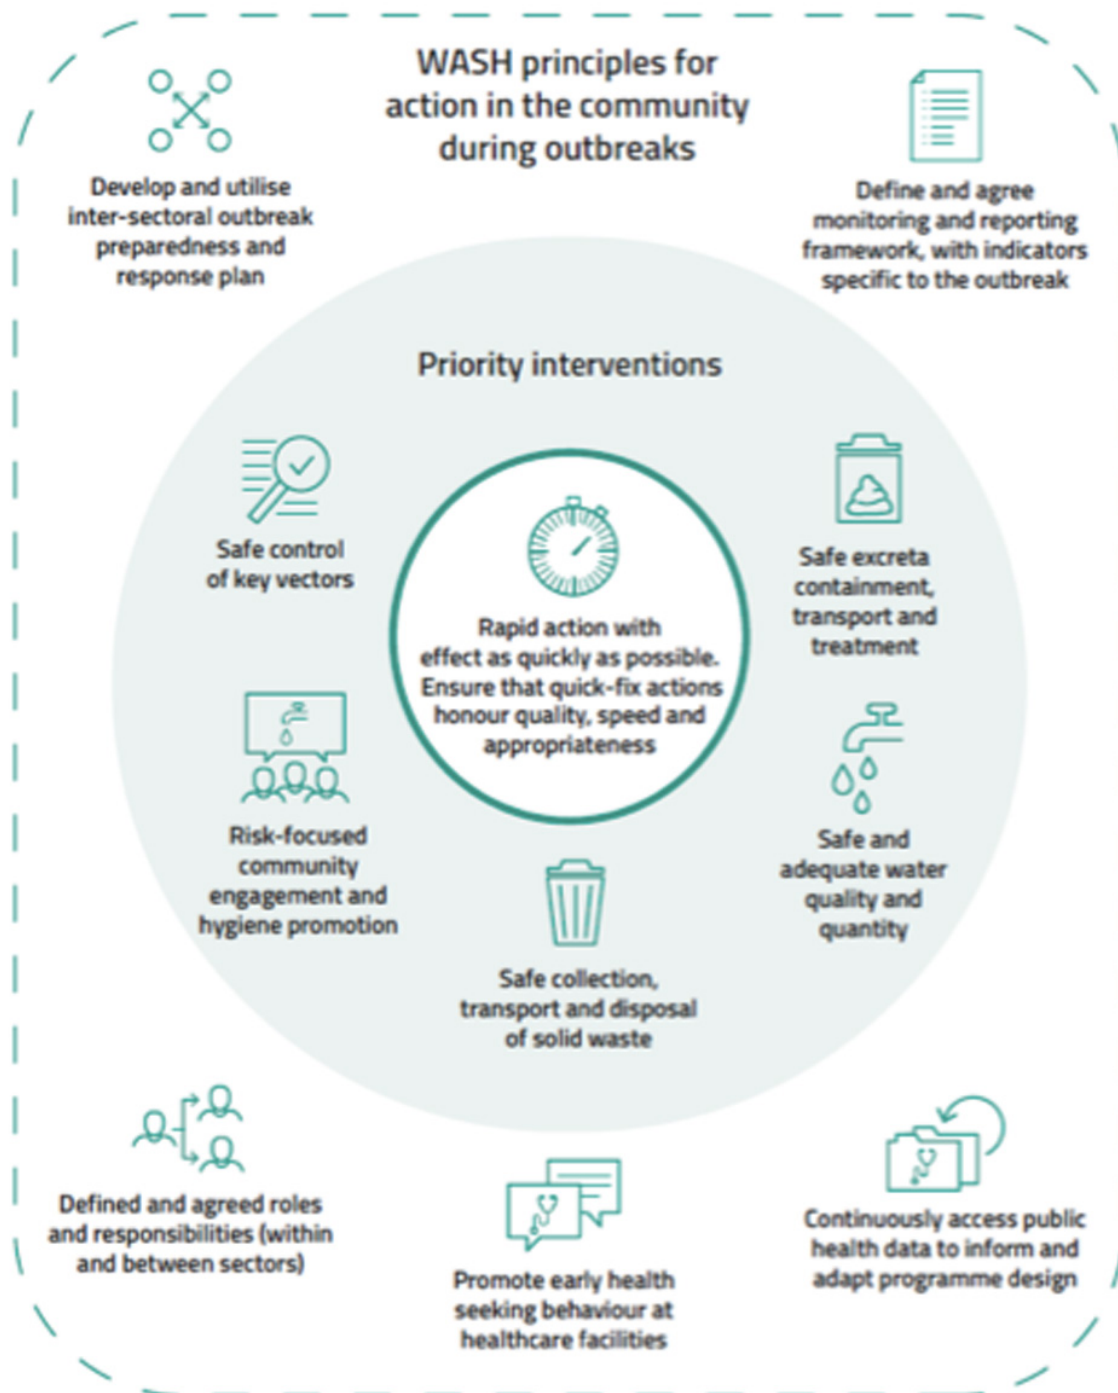 WASH principles for
action in the community
during outbreaks
Develop and utilise
inter-sectoral outbreak
preparedness and
response plan
Define and agree
monitoring and reporting
framework, with indicators
specific to the outbreak
Priority interventions
Safe control
of key vectors
Rapid action with
effect as quickly as possible.
Ensure that quick-fix actions
honour quality, speed and
appropriateness
Safe excreta
containment,
transport and
treatment
Risk-focused
community
engagement and
hygiene promotion
Safe and
adequate water
quality and
quantity
Safe collection,
transport and disposal
of solid waste
Defined and agreed roles
and responsibilities (within
and between sectors)
Promote early health
seeking behaviour at
healthcare facilities
Continuously access public
health data to inform and
adapt programme design